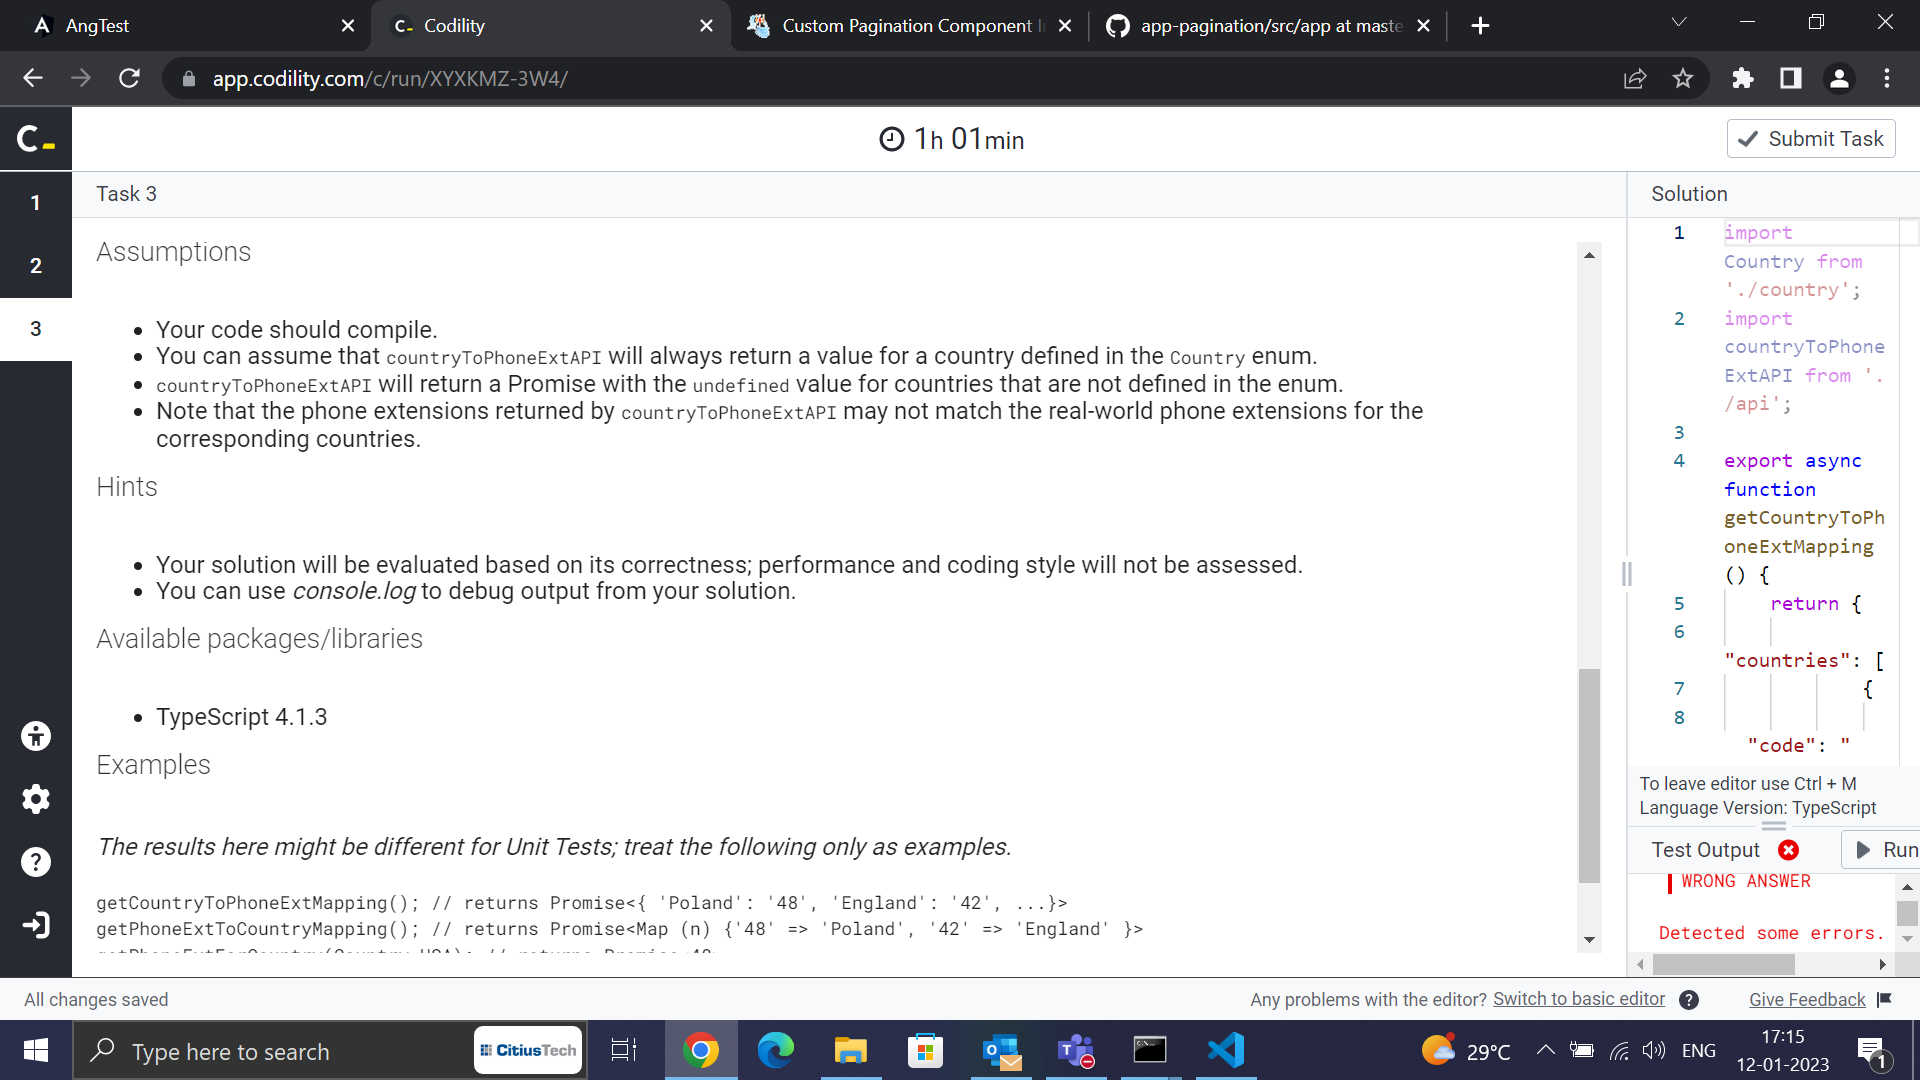 AngTest
Codility
Custom Pagination Component I
app-pagination/src/app at maste
app.codility.com/c/run/XYXKMZ-3W4/
1h 01min
Submit Task
1
2
3
Task 3
Solution
Assumptions
Your code should compile.
You can assume that countryToPhoneExtAPI will always return a value for a country defined in the Country enum.
countryToPhoneExtAPI will return a Promise with the undefined value for countries that are not defined in the enum.
Note that the phone extensions returned by countryToPhoneExtAPI may not match the real-world phone extensions for the
corresponding countries.
Hints
Your solution will be evaluated based on its correctness; performance and coding style will not be assessed.
You can use console.log to debug output from your solution.
Available packages/libraries
TypeScript 4.1.3
Examples
The results here might be different for Unit Tests; treat the following only as examples.
getCountryToPhoneExtMapping(); // returns Promise<{ 'Poland': '48', 'England': '42', ...}>
getPhoneExtToCountryMapping(); // returns Promise<Map (n) {'48' => 'Poland', '42' => 'England' }>
1 import
Country from
'./country';
2 import
countryToPhone
ExtAPI from '.
/api';
3
4 export async
function
getCountryToPh
oneExtMapping
() {
5 return {
6
"countries": [
7 {
8
"code": "
To leave editor use Ctrl + M
Language Version: TypeScript
Test Output
Run
WRONG ANSWER
Detected some errors.
All changes saved
Any problems with the editor? Switch to basic editor
Give Feedback
Type here to search
CitiusTech
29°C
ENG
17:15
12-01-2023
1